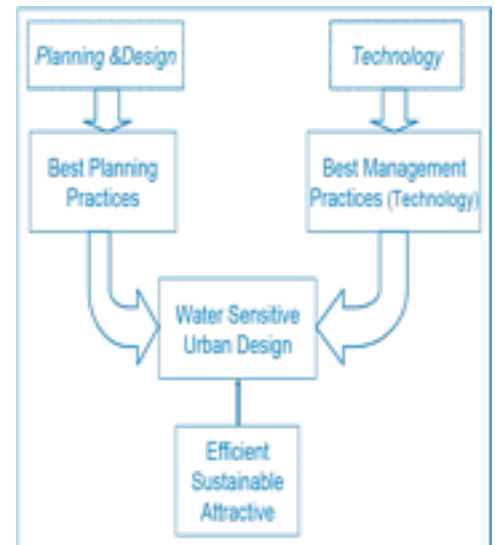 Planning &Design
Technology
Best Planning
Practices
Best Management
Practices (Technology)
Water Sensitive
Urban Design
Efficient
Sustainable
Attractive